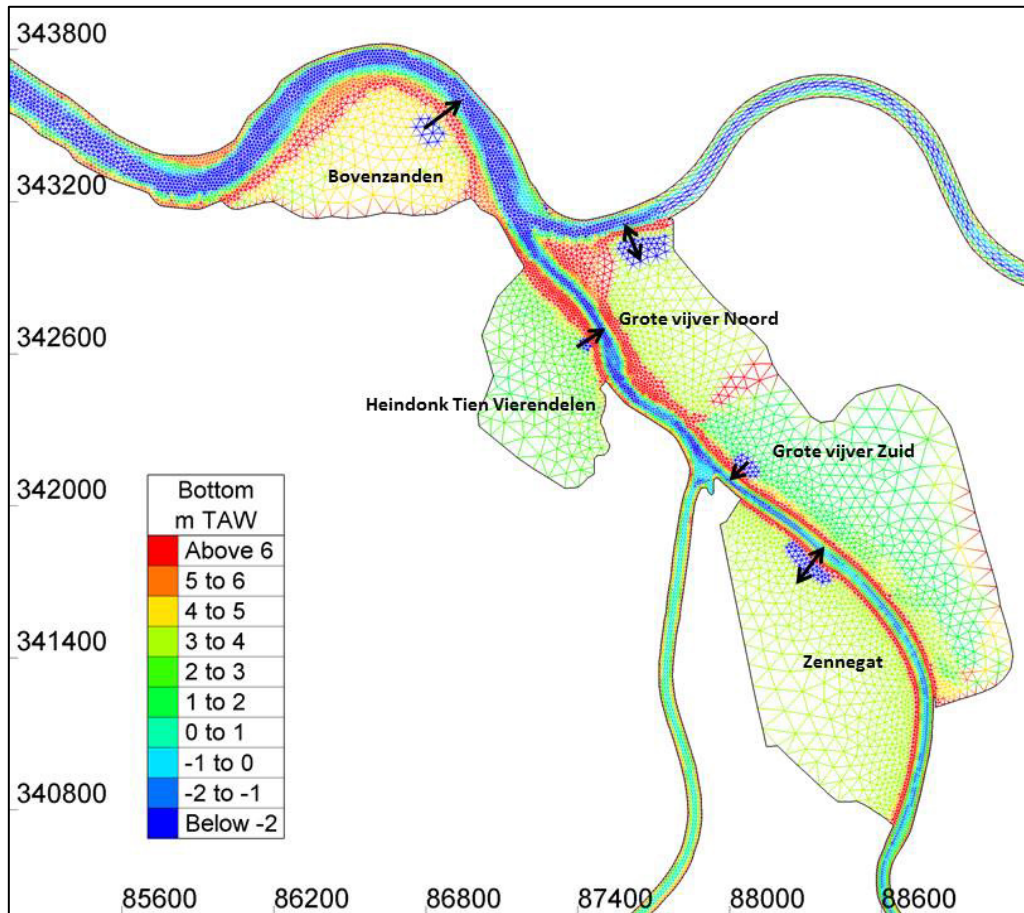 343800
343200
342600
342000
341400
340800
Bovenzanden
Grote vijver Noord
Heindonk Tien Vierendelen
Grote vijver Zuid
Zennegat
Bottom
m TAW
Above 6
5 to 6
4 to 5
3 to 4
2 to 3
1 to 2
0 to 1
-1 to 0
-2 to -1
Below -2
85600 86200 86800 87400 88000 88600